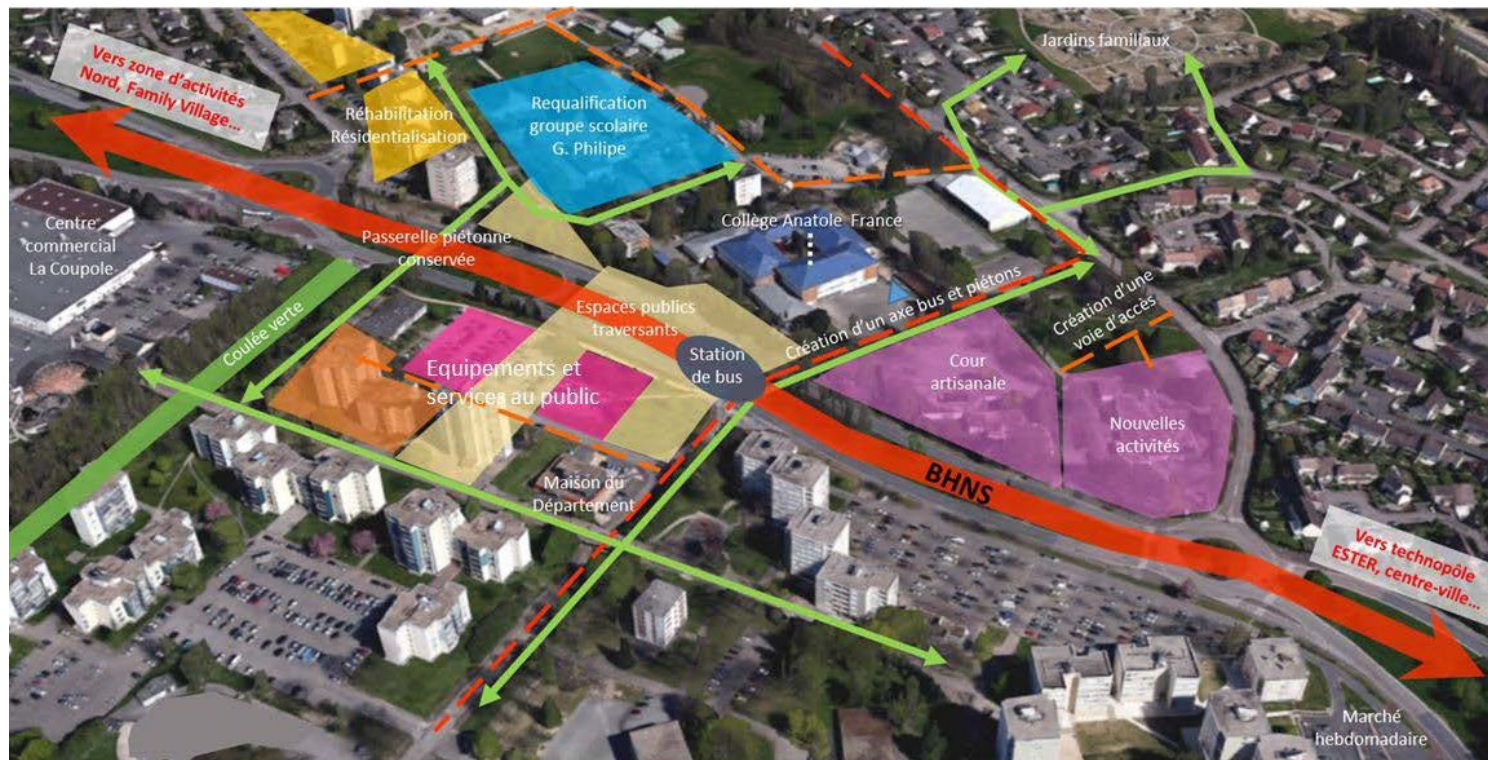 Vers zone d'activités
Nord, Family Village...
Jardins familiaux
Réhabilitation
Résidentialisation
Requalification
groupe scolaire
G. Philipe
Centre
commercial
La Coupole
Passerelle piétonne
conservée
Collège Anatole France
Coulée verte
Espaces publics
traversants
Station
de bus
Création d'un axe bus et piétons
Création d'une
voie d'accès
Equipements et
services au public
Cour
artisanale
Nouvelles
activités
Maison du
Département
BHNS
Vers technopôle
ESTER, centre-ville...
Marché
hebdomadaire